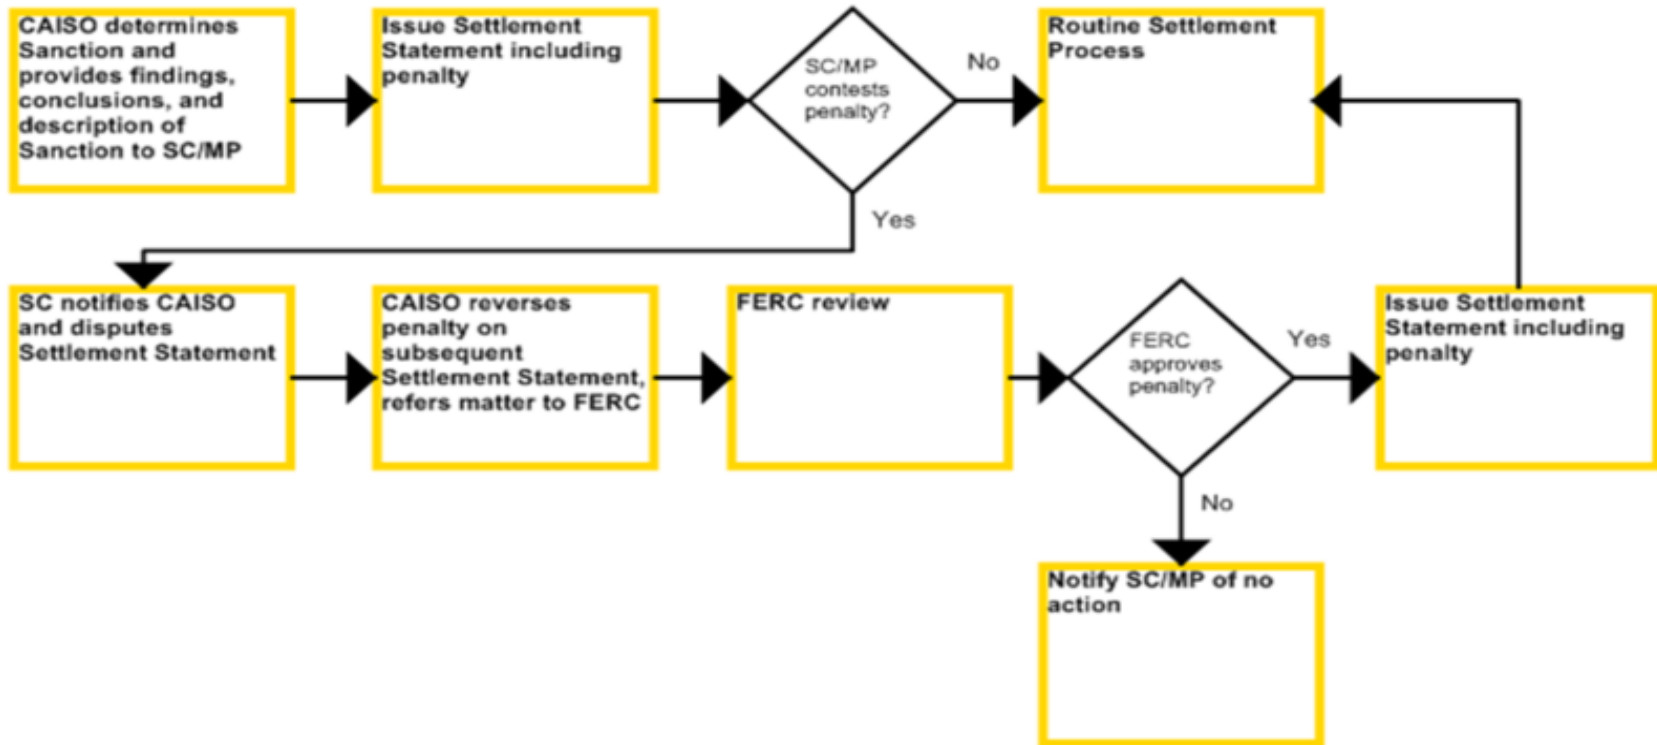 CAISO determines
Sanction and
provides findings,
conclusions, and
description of
Sanction to SC/MP
Issue Settlement
Statement including
penalty
SC/MP
contests
penalty?
No
Routine Settlement
Process
Yes
SC notifies CAISO
and disputes
Settlement Statement
CAISO reverses
penalty on
subsequent
Settlement Statement,
refers matter to FERC
FERC review
FERC
approves
penalty?
Yes
Issue Settlement
Statement including
penalty
No
Notify SC/MP of no
action